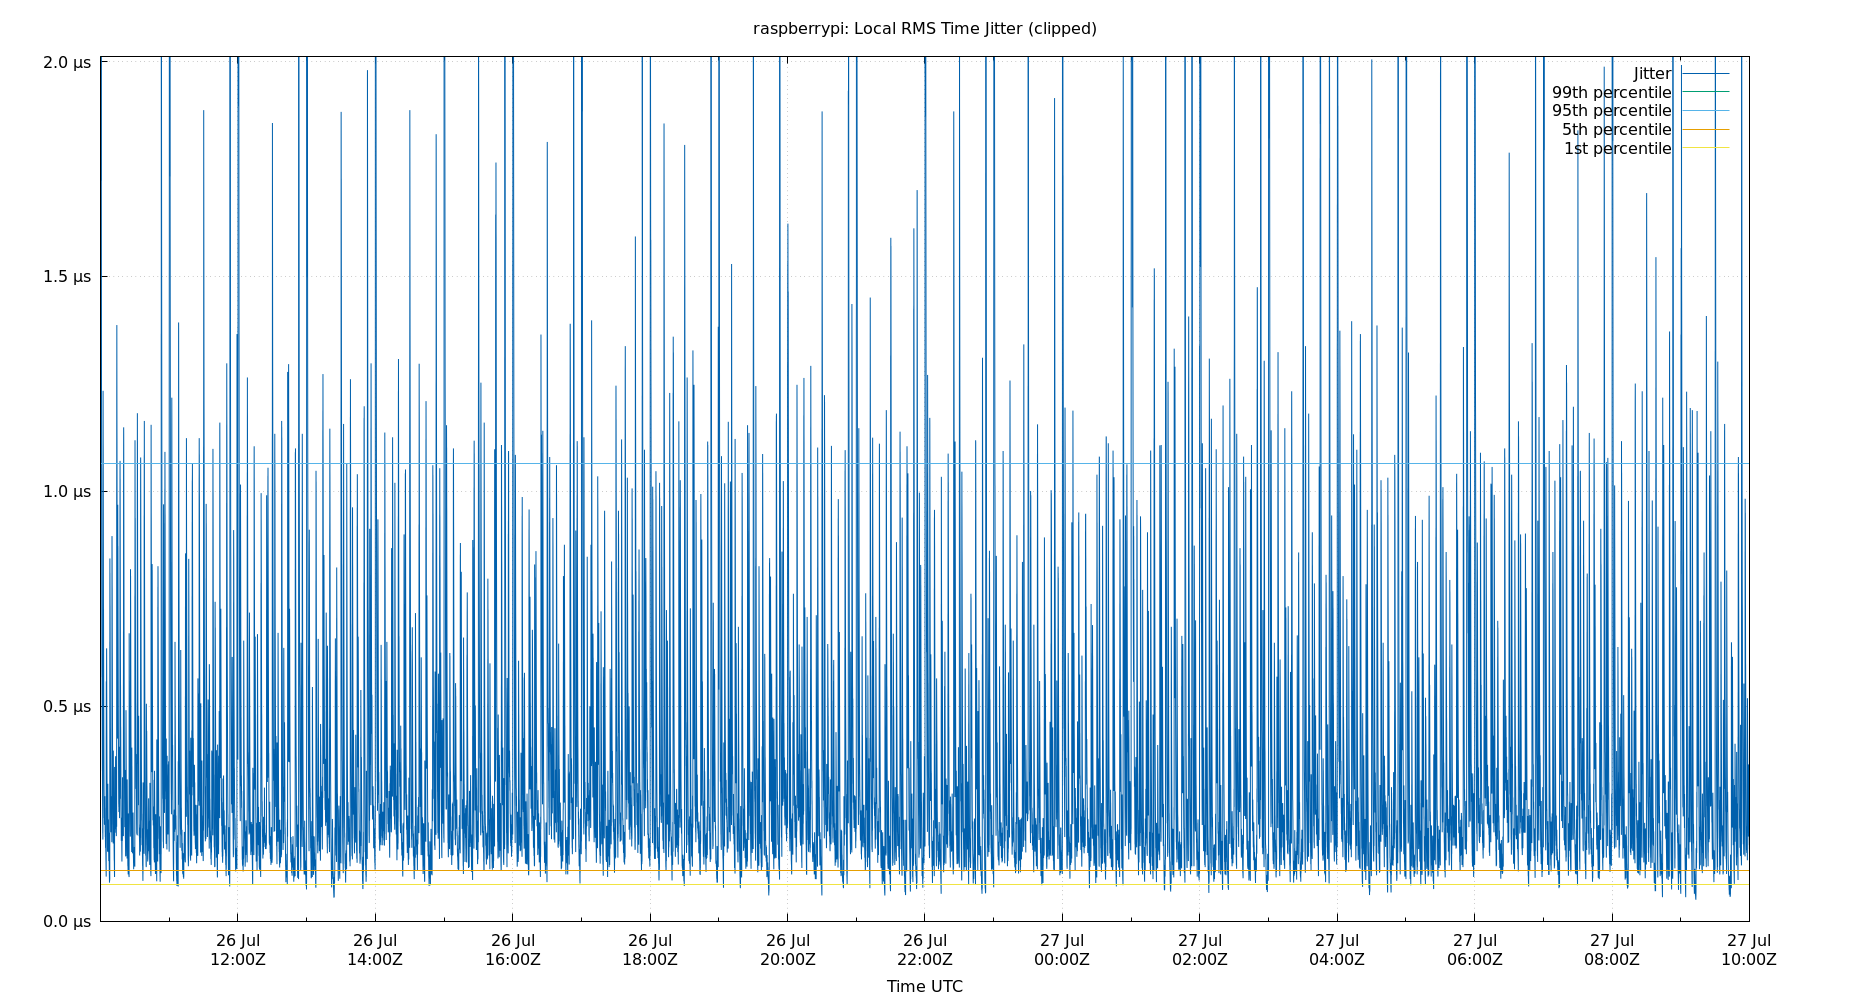 raspberrypi: Local RMS Time Jitter (clipped)
2.0 µs
1.5 µs
1.0 µs
0.5 µs
0.0 µs
Jitter
99th percentile
95th percentile
5th percentile
1st percentile
26 Jul 26 Jul 26 Jul 26 Jul 26 Jul 26 Jul 27 Jul 27 Jul 27 Jul 27 Jul 27 Jul 27 Jul
12:00Z 14:00Z 16:00Z 18:00Z 20:00Z 22:00Z 00:00Z 02:00Z 04:00Z 06:00Z 08:00Z 10:00Z
Time UTC